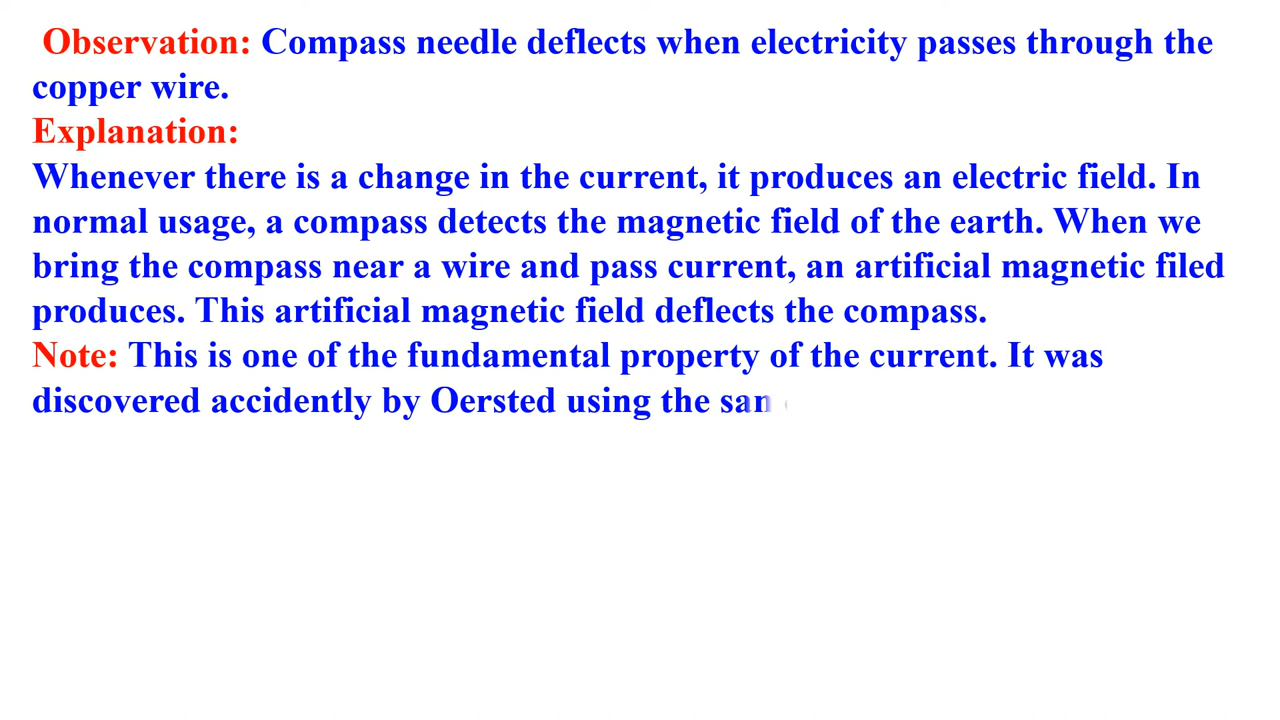 Observation: Compass needle deflects when electricity passes through the
copper wire.
Explanation:
Whenever there is a change in the current, it produces an electric field. In
normal usage, a compass detects the magnetic field of the earth. When we
bring the compass near a wire and pass current, an artificial magnetic filed
produces. This artificial magnetic field deflects the compass.
Note: This is one of the fundamental property of the current. It was
discovered accidently by Oersted using the